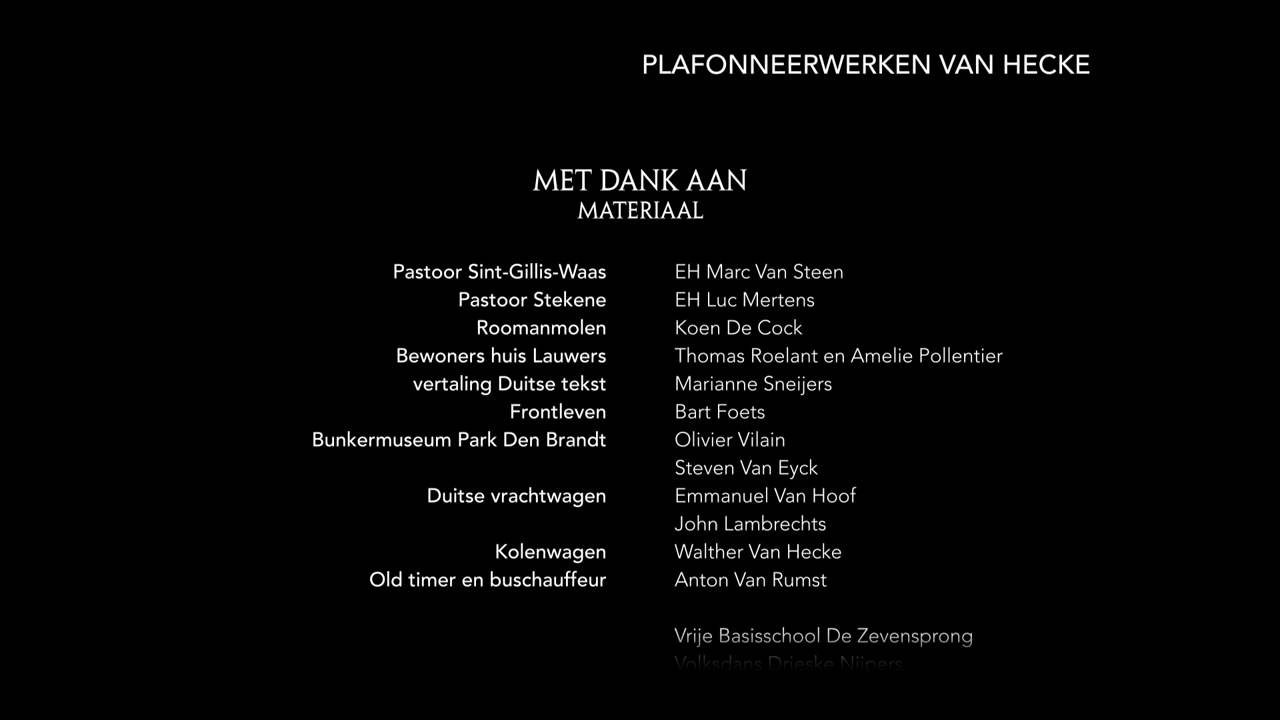 PLAFONNEERWERKEN VAN HECKE
MET DANK AAN
MATERIAAL
Pastoor Sint-Gillis-Waas EH Marc Van Steen
Pastoor Stekene EH Luc Mertens
Roomanmolen Koen De Cock
Bewoners huis Lauwers Thomas Roelant en Amelie Pollentier
vertaling Duitse tekst Marianne Sneijers
Frontleven Bart Foets
Bunkermuseum Park Den Brandt Olivier Vilain
Steven Van Eyck
Duitse vrachtwagen Emmanuel Van Hoof
John Lambrechts
Kolenwagen Walther Van Hecke
Old timer en buschauffeur Anton Van Rumst
Vrije Basisschool De Zevensprong
Volksdans Drieske Nijpers